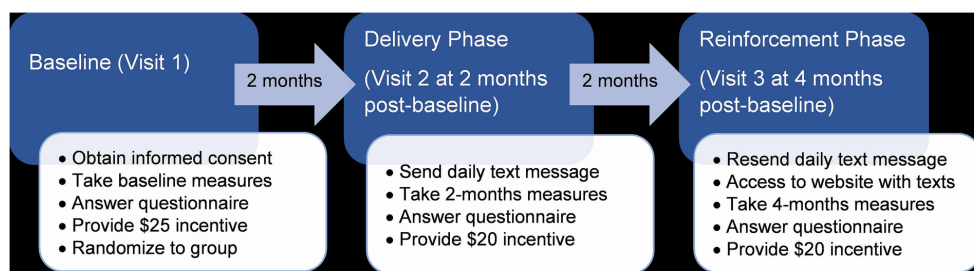 Baseline (Visit 1)
• Obtain informed consent
• Take baseline measures
• Answer questionnaire
• Provide $25 incentive
• Randomize to group
2 months
Delivery Phase
(Visit 2 at 2 months
post-baseline)
• Send daily text message
• Take 2-months measures
• Answer questionnaire
• Provide $20 incentive
2 months
Reinforcement Phase
(Visit 3 at 4 months
post-baseline)
• Resend daily text message
• Access to website with texts
• Take 4-months measures
• Answer questionnaire
• Provide $20 incentive